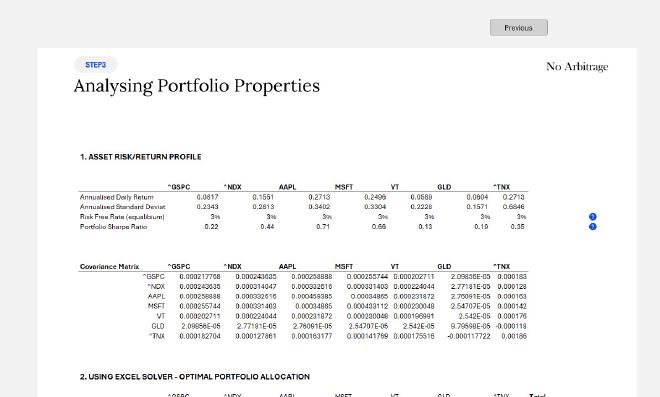 Previous
STEP3
No Arbitrage
Analysing Portfolio Properties
1. ASSET RISK/RETURN PROFILE
^GSPC ^NDX AAPL MSFT VT GLD ^TNX
Annualised Daily Return 0.0817 0.1551 0.2713 0.2496 0.0589 0.0604 0.2713
Annualised Standard Deviat 0.2343 0.2813 0.3402 0.3304 0.2228 0.1571 0.6846
Risk Free Rate (equalibium) 3% 3% 3% 3% 3% 3% 3%
Portfolio Sharpe Ratio 0.22 0.44 0.71 0.66 0.13 0.19 0.35
Covariance Matrix ^GSPC ^NDX AAPL MSFT VT GLD ^TNX
^GSPC 0.000217768 0.000243635 0.000258888 0.000255744 0.000202711 2.09856E-05 0.000183
^NDX 0.000243635 0.000314047 0.000332616 0.000331403 0.000224044 2.77181E-05 0.000128
AAPL 0.000258888 0.000332616 0.000459385 0.00034865 0.000231872 2.76091E-05 0.000163
MSFT 0.000255744 0.000331403 0.00034865 0.000433112 0.000230048 2.54707E-05 0.000142
VT 0.000202711 0.000224044 0.000231872 0.000230048 0.000196991 2.542E-05 0.000176
GLD 2.09856E-05 2.77181E-05 2.76091E-05 2.54707E-05 2.542E-05 9.79598E-05 -0.000118
^TNX 0.000182704 0.000127861 0.000163177 0.000141769 0.000175516 -0.000117722 0.00186
2. USING EXCEL SOLVER - OPTIMAL PORTFOLIO ALLOCATION
^GSPC ^NDX AAPL MSFT VT GLD ^TNX Total